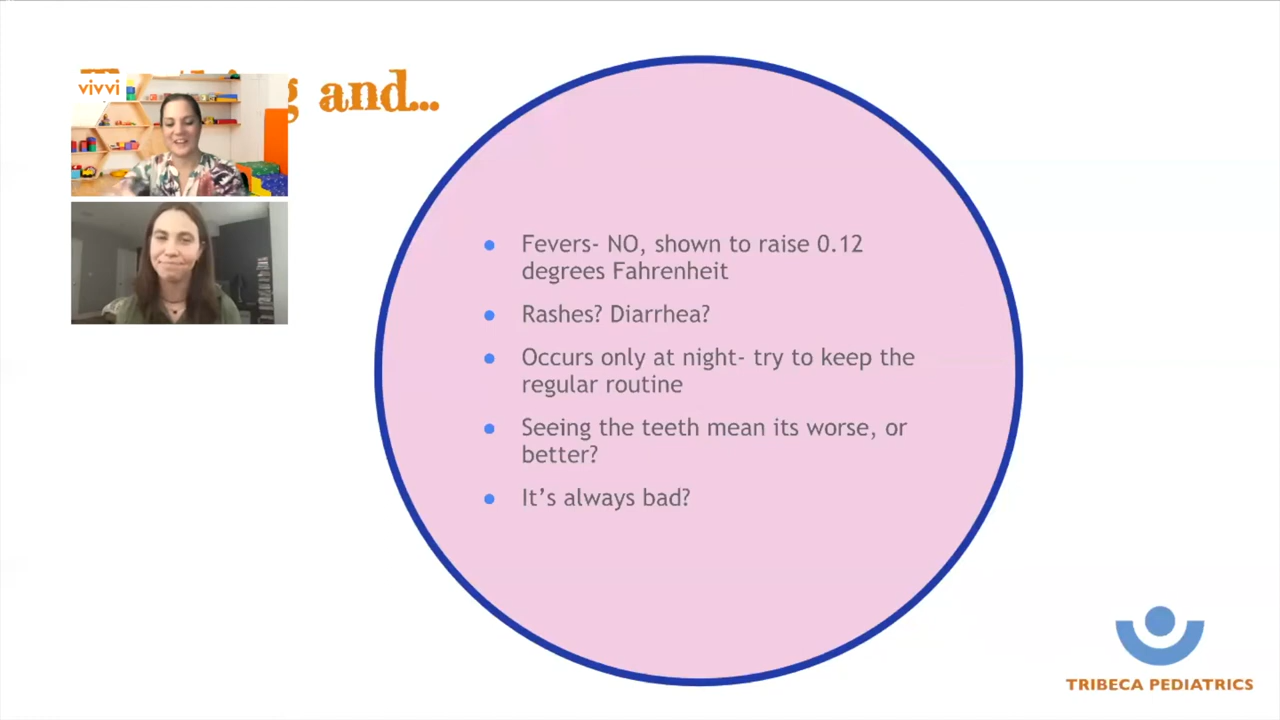 and...
vivvi
Fevers- NO, shown to raise 0.12
degrees Fahrenheit
Rashes? Diarrhea?
Occurs only at night- try to keep the
regular routine
Seeing the teeth mean its worse, or
better?
It's always bad?
TRIBECA PEDIATRICS